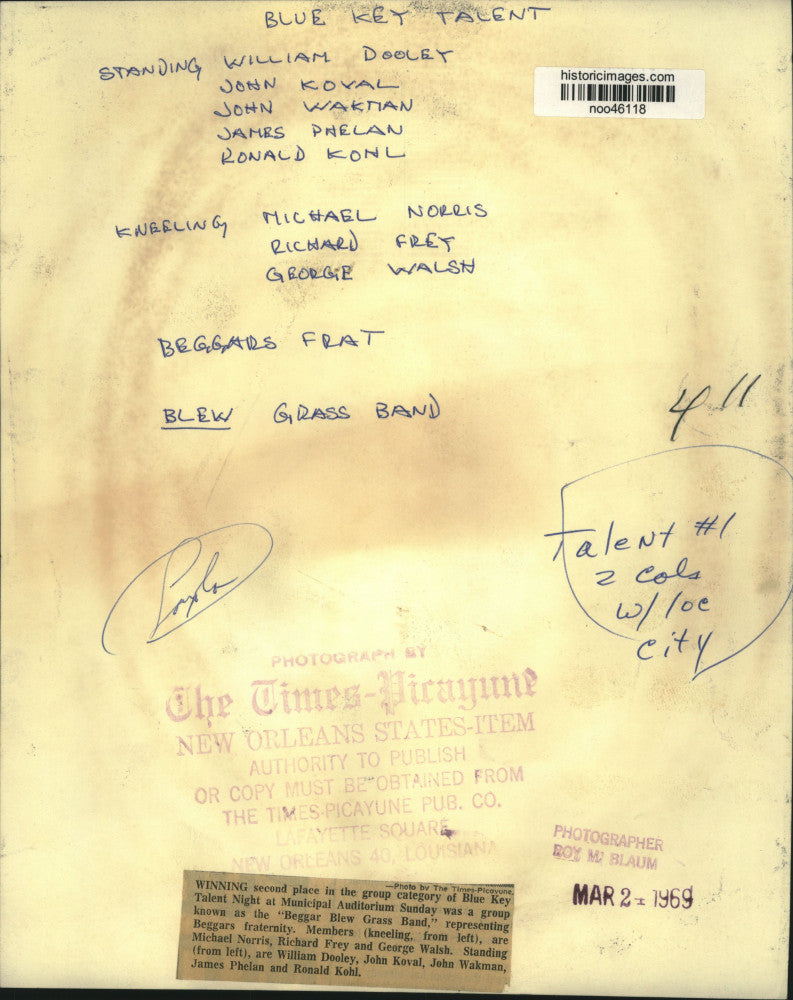 BLUE KEY TALENT
STANDING WILLIAM DOOLEY
JOHN KOVAL
JOHN WAKMAN
JAMES PHELAN
RONALD KOHL
historicimages.com
noo46118
KNEELING MICHAEL NORRIS
RICHARD FREY
GEORGE WALSH
BEGGARS FRAT
BLEW GRASS BAND
4 11
Talent #1
2 cols
w/loc
city
Loyola
PHOTOGRAPH BY
The Times-Picayune
NEW ORLEANS STATES-ITEM
AUTHORITY TO PUBLISH
OR COPY MUST BE OBTAINED FROM
THE TIMES-PICAYUNE PUB. CO.
LAFAYETTE SQUARE
NEW ORLEANS 40, LOUISIANA
PHOTOGRAPHER
ROY M. BLAUM
MAR 2 - 1969
—Photo by The Times-Picayune.
WINNING second place in the group category of Blue Key
Talent Night at Municipal Auditorium Sunday was a group
known as the "Beggar Blew Grass Band," representing
Beggars fraternity. Members (kneeling, from left), are
Michael Norris, Richard Frey and George Walsh. Standing
(from left), are William Dooley, John Koval, John Wakman,
James Phelan and Ronald Kohl.